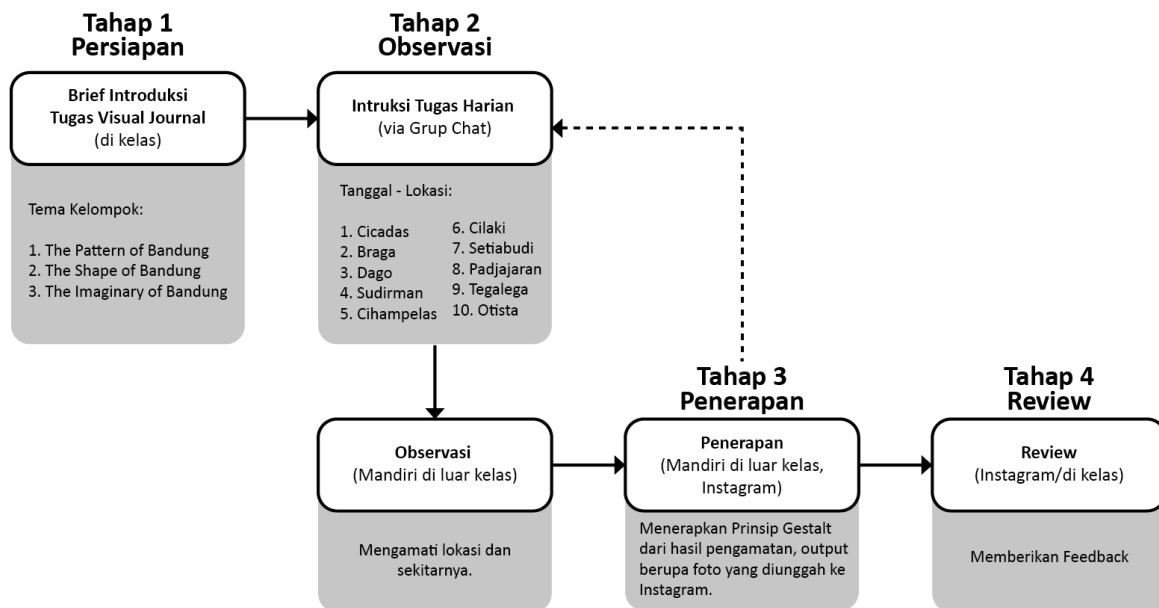 Tahap 1
Persiapan
Brief Introduksi
Tugas Visual Journal
(di kelas)
Tema Kelompok:
1. The Pattern of Bandung
2. The Shape of Bandung
3. The Imaginary of Bandung
Tahap 2
Observasi
Intruksi Tugas Harian
(via Grup Chat)
Tanggal - Lokasi:
1. Cicadas
2. Braga
3. Dago
4. Sudirman
5. Cihampelas
6. Cilaki
7. Setiabudi
8. Padjajaran
9. Tegalega
10. Otista
Observasi
(Mandiri di luar kelas)
Mengamati lokasi dan
sekitarnya.
Tahap 3
Penerapan
Penerapan
(Mandiri di luar kelas,
Instagram)
Menerapkan Prinsip Gestalt
dari hasil pengamatan, output
berupa foto yang diunggah ke
Instagram.
Tahap 4
Review
Review
(Instagram/di kelas)
Memberikan Feedback